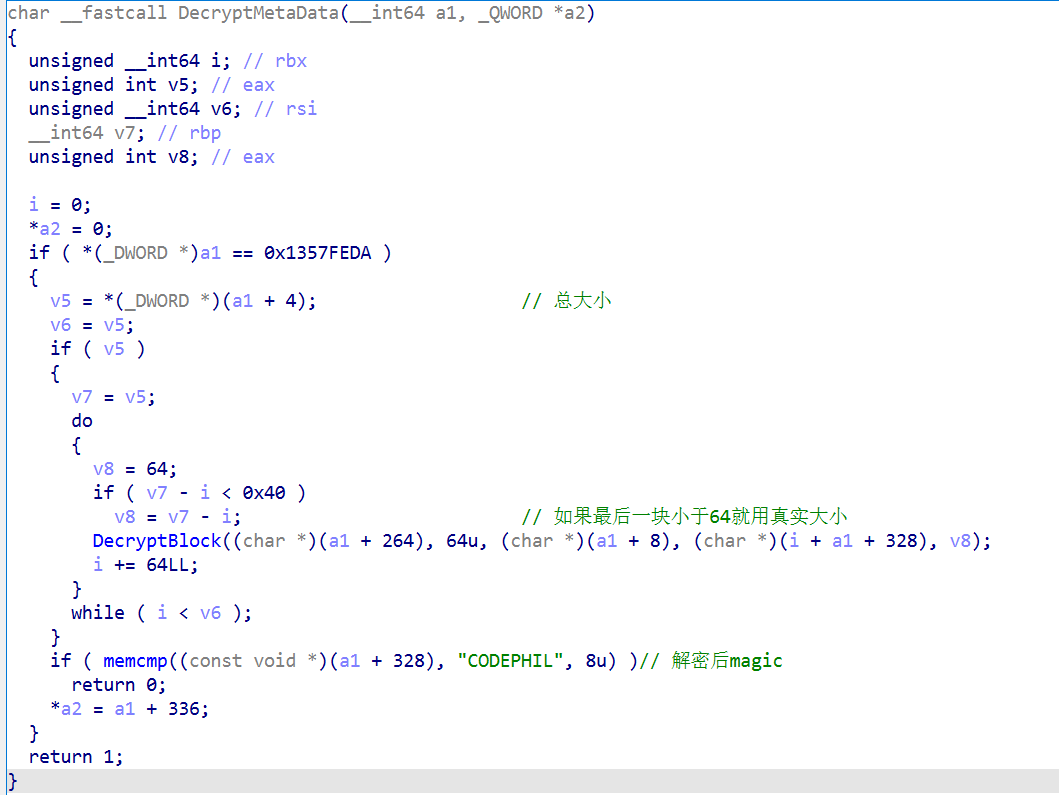 char __fastcall DecryptMetaData(__int64 a1, _QWORD *a2)
{
  unsigned __int64 i; // rbx
  unsigned int v5; // eax
  unsigned __int64 v6; // rsi
  __int64 v7; // rbp
  unsigned int v8; // eax

  i = 0;
  *a2 = 0;
  if ( *(_DWORD *)a1 == 0x1357FEDA )
  {
    v5 = *(_DWORD *)(a1 + 4);                   // 总大小
    v6 = v5;
    if ( v5 )
    {
      v7 = v5;
      do
      {
        v8 = 64;
        if ( v7 - i < 0x40 )
          v8 = v7 - i;                          // 如果最后一块小于64就用真实大小
        DecryptBlock((char *)(a1 + 264), 64u, (char *)(a1 + 8), (char *)(i + a1 + 328), v8);
        i += 64LL;
      }
      while ( i < v6 );
    }
    if ( memcmp((const void *)(a1 + 328), "CODEPHIL", 8u) )// 解密后magic
      return 0;
    *a2 = a1 + 336;
  }
  return 1;
}